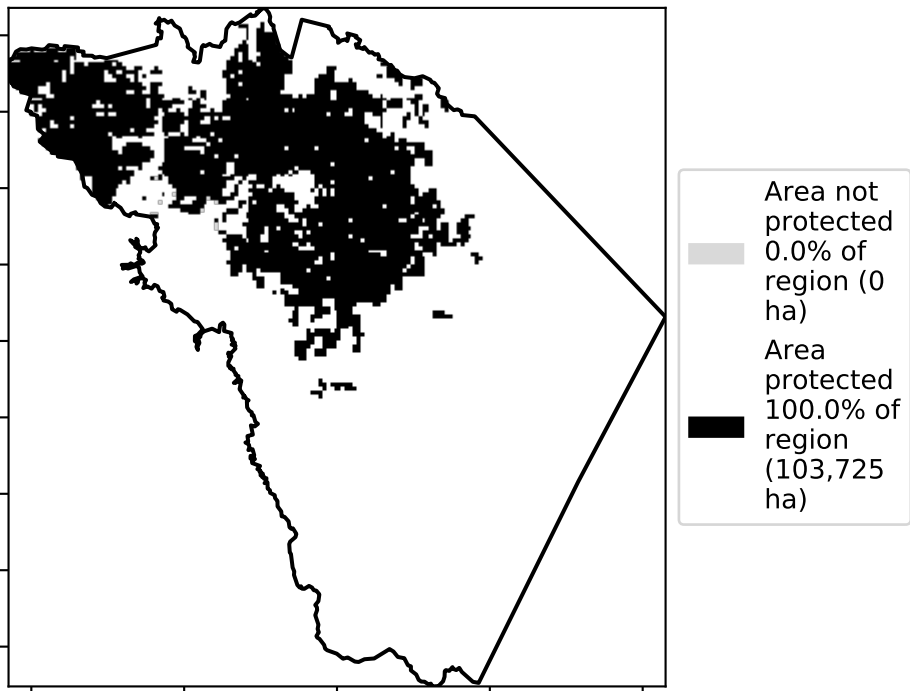 Area not
protected
0.0% of
region (0
ha)
Area
protected
100.0% of
region
(103,725
ha)